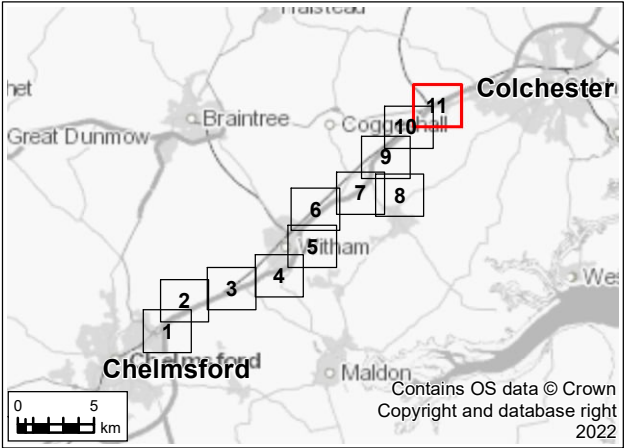 Halstead
Colchester
11
Braintree
Coggeshall
10
Great Dunmow
9
7
8
6
Witham
5
4
3
2
1
Chelmsford
Chelmsford
Maldon
Contains OS data © Crown
Copyright and database right
2022
0 5
km